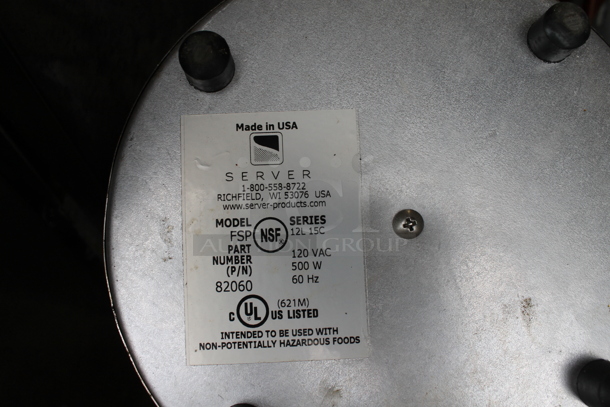 Made in USA
SERVER
1-800-558-8722
RICHFIELD, WI 53076 USA
www.server-products.com
MODEL
FSP
NSF.
SERIES
12L 15C
PART
NUMBER
(P/N)
82060
120 VAC
500 W
60 Hz
C UL US LISTED
(621M)
INTENDED TO BE USED WITH
NON-POTENTIALLY HAZARDOUS FOODS
AUCTION GROUP